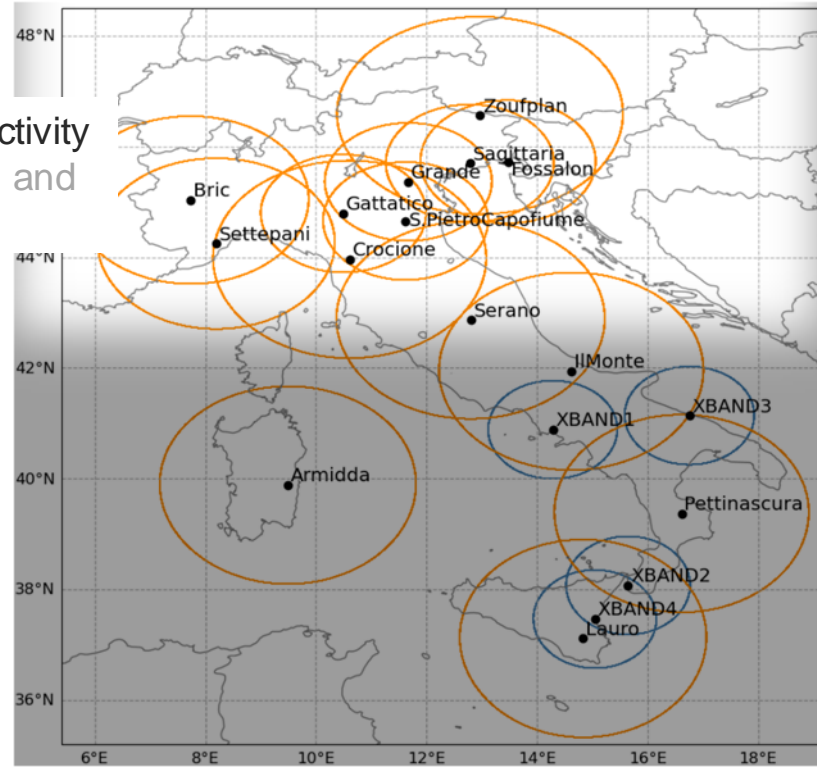 48°N
Zoufplan
ctivity
and
Sagittaria
Fossalon
Grande
Bric
Gattatico
S.PietroCapofiume
Settepani
44°N
Crocione
Serano
42°N
IlMonte
XBAND1
XBAND3
40°N
Armidda
Pettinascura
38°N
XBAND2
XBAND4
Lauro
36°N
6°E 8°E 10°E 12°E 14°E 16°E 18°E